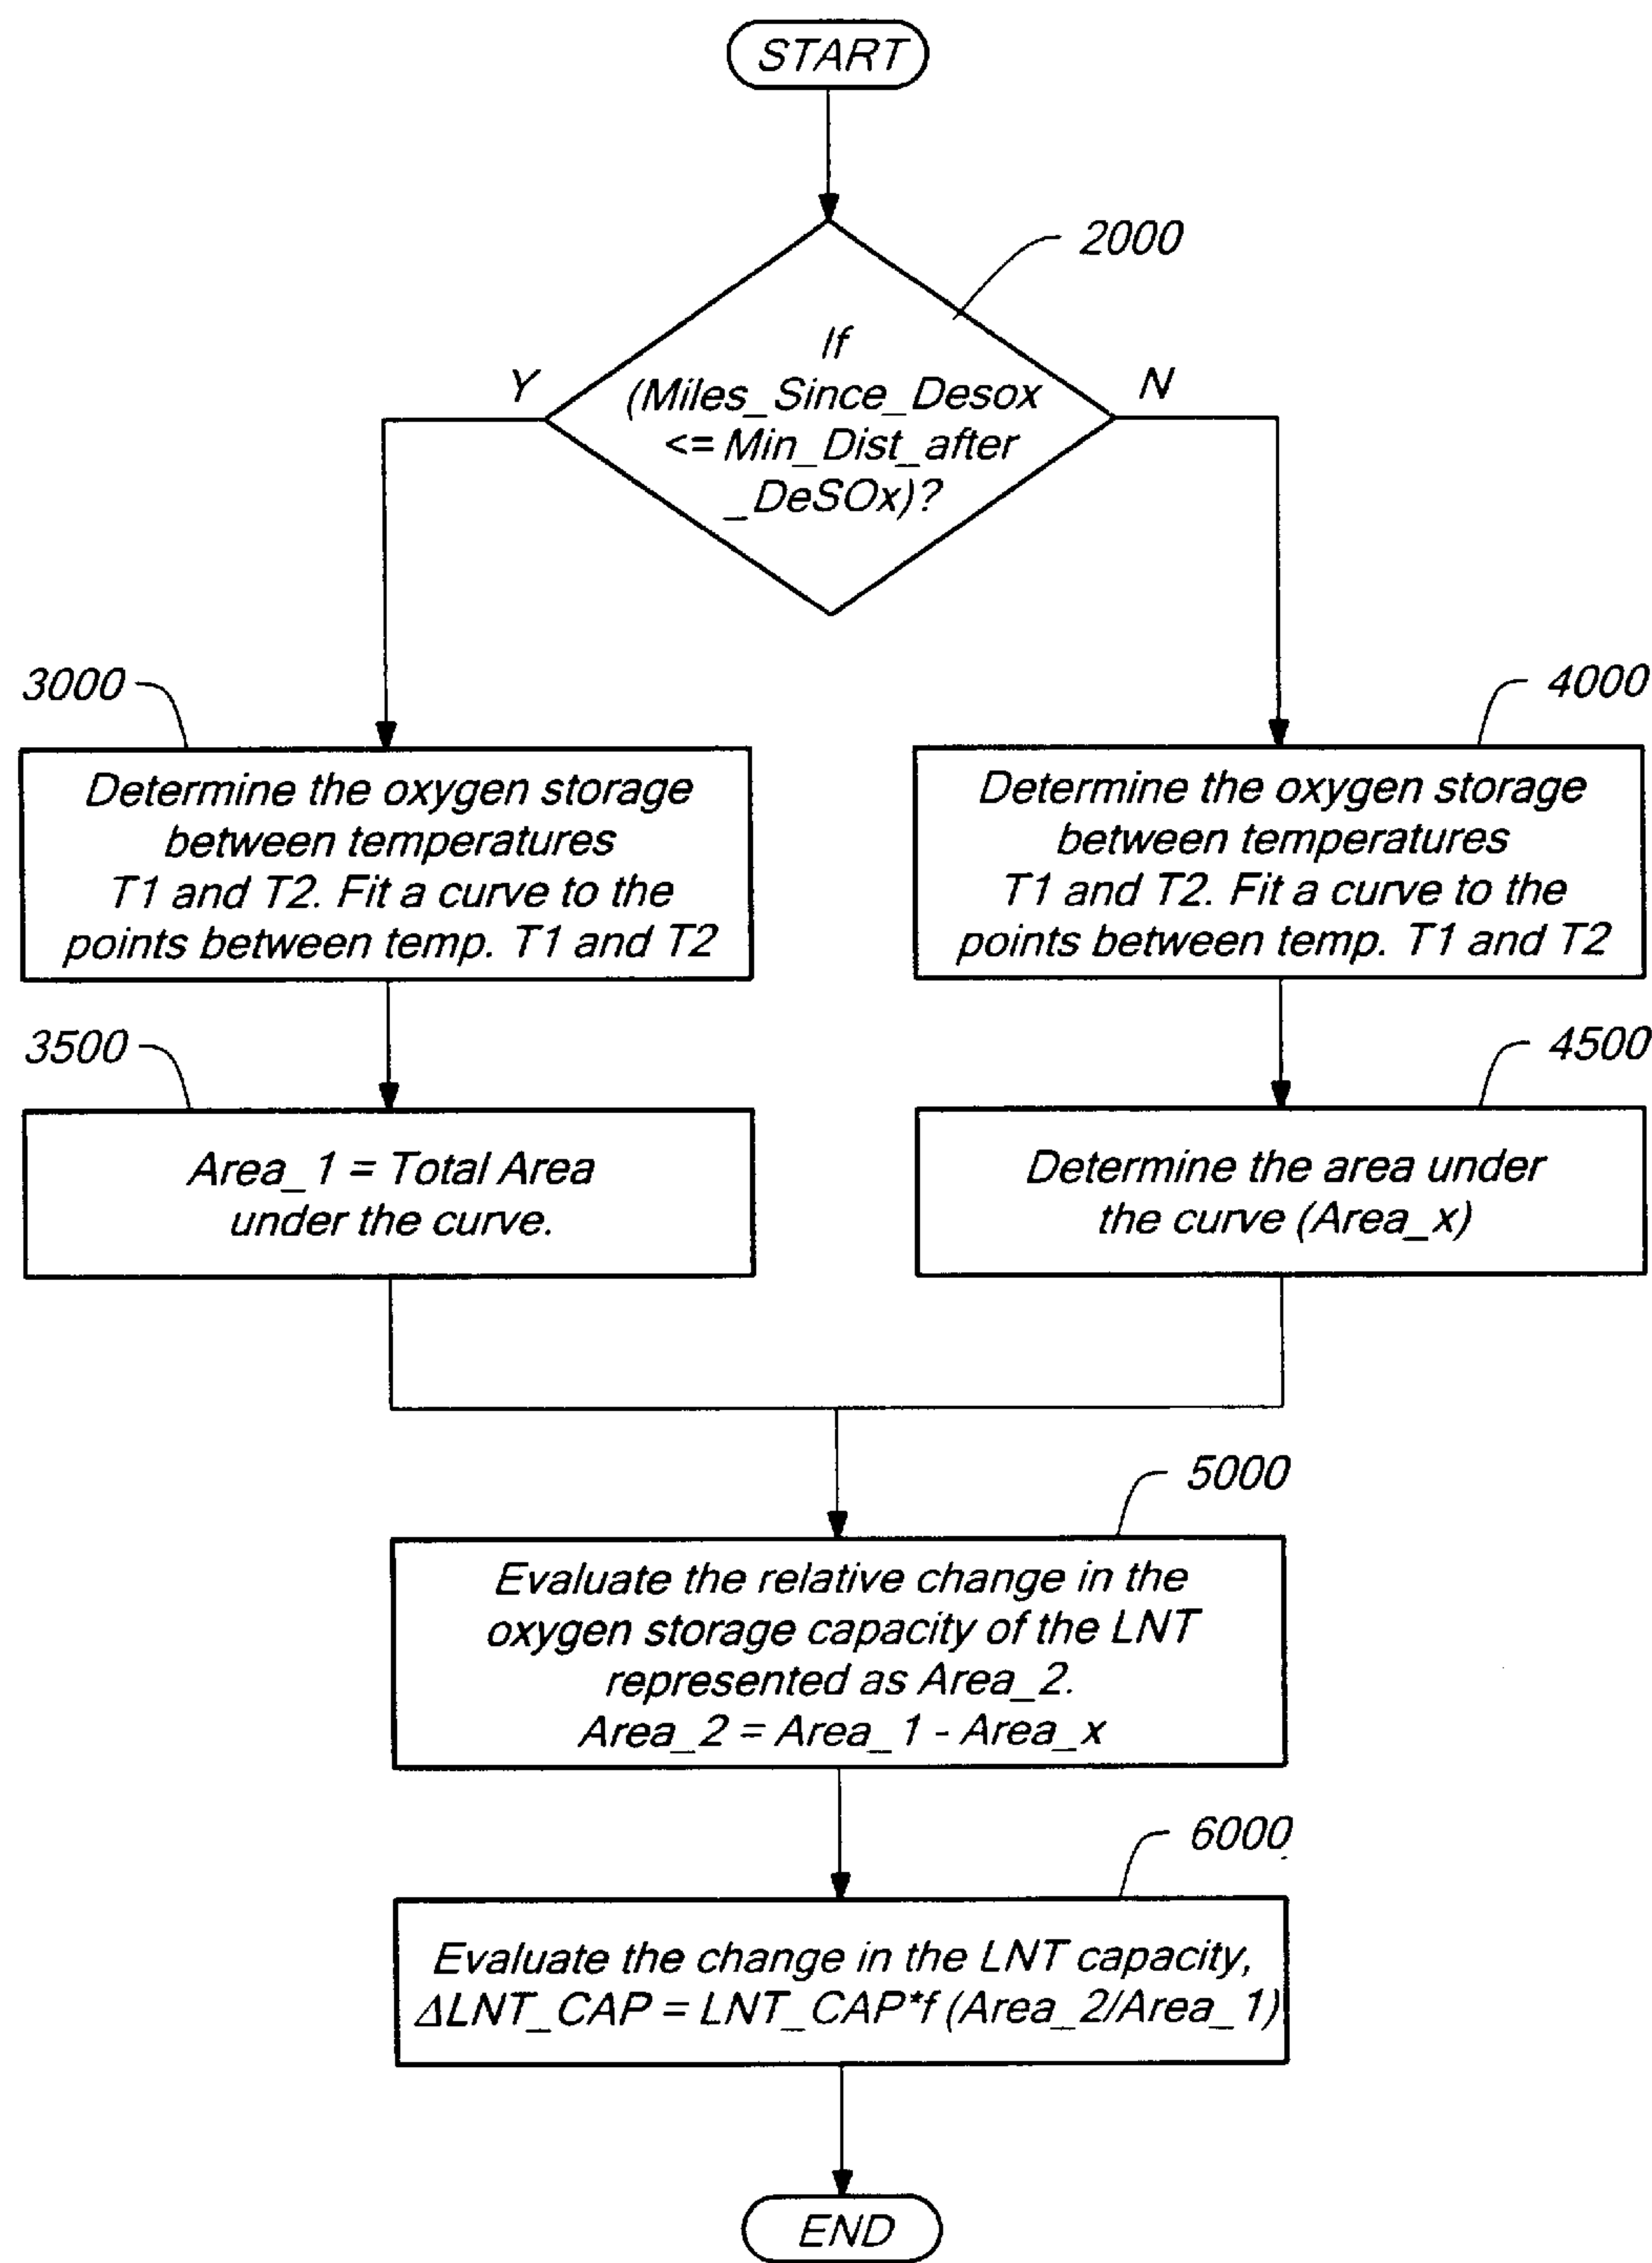 START
2000
If
(Miles_Since_Desox
<= Min_Dist_after
_DeSOx)?
Y
N
3000
Determine the oxygen storage
between temperatures
T1 and T2. Fit a curve to the
points between temp. T1 and T2
4000
Determine the oxygen storage
between temperatures
T1 and T2. Fit a curve to the
points between temp. T1 and T2
3500
Area_1 = Total Area
under the curve.
4500
Determine the area under
the curve (Area_x)
5000
Evaluate the relative change in the
oxygen storage capacity of the LNT
represented as Area_2.
Area_2 = Area_1 - Area_x
6000
Evaluate the change in the LNT capacity,
ΔLNT_CAP = LNT_CAP*f (Area_2/Area_1)
END